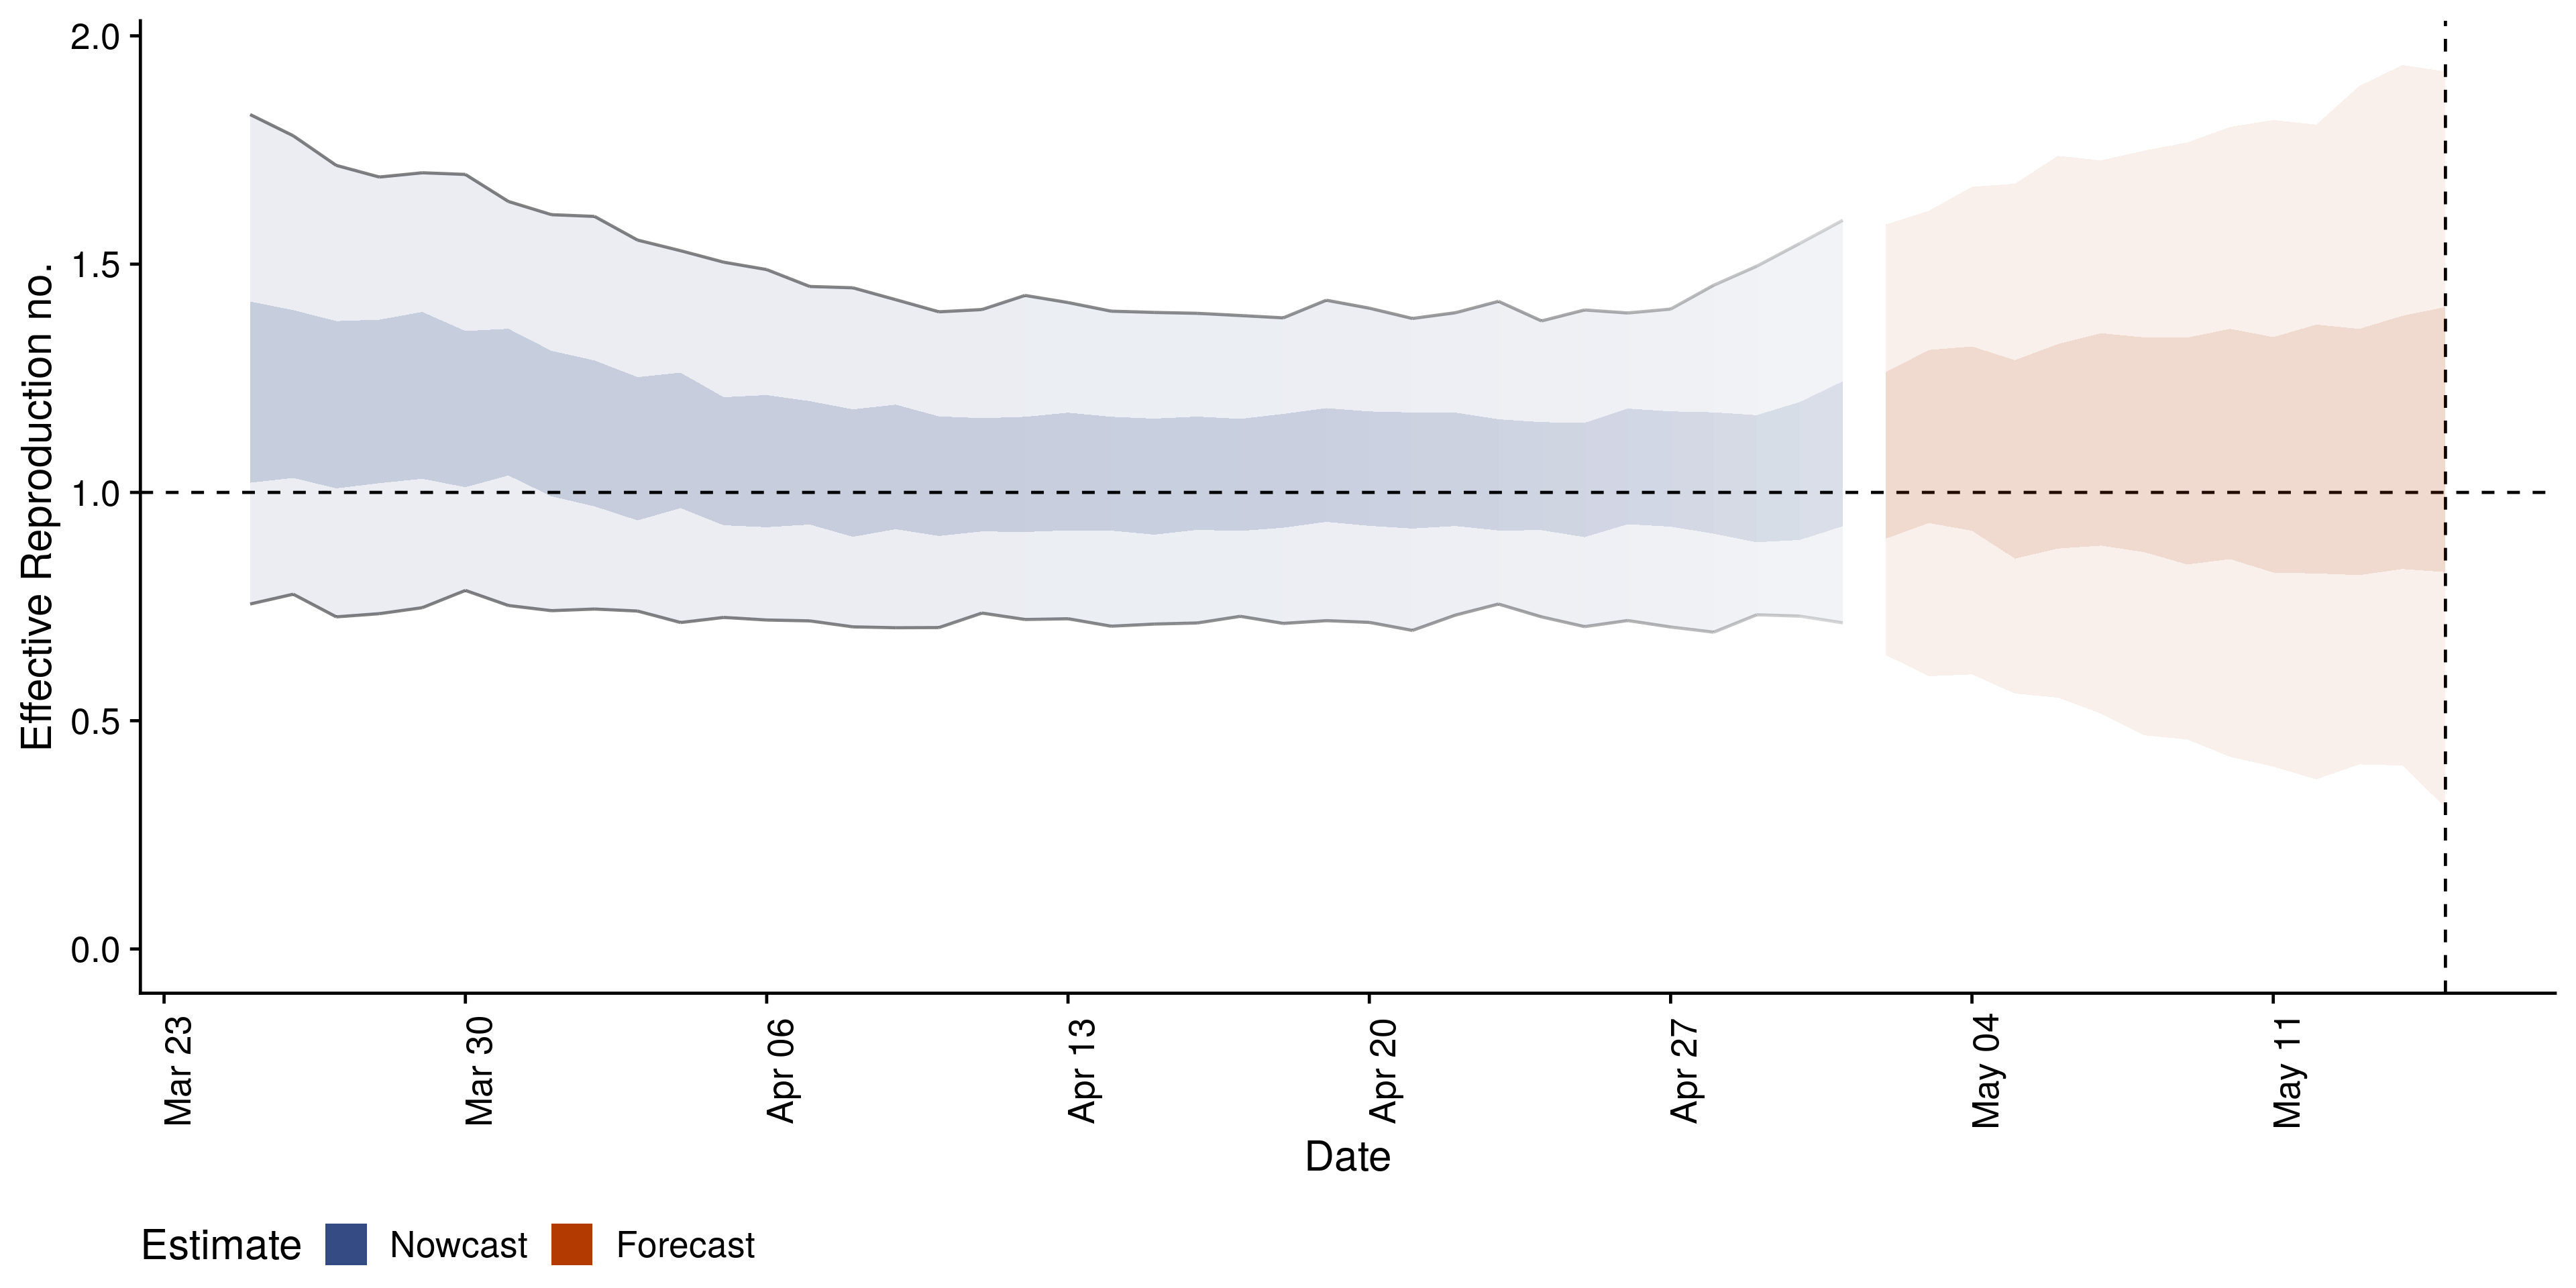 Effective Reproduction no.
2.0
1.5
1.0
0.5
0.0
Mar 23
Mar 30
Apr 06
Apr 13
Apr 20
Apr 27
May 04
May 11
Date
Estimate Nowcast Forecast